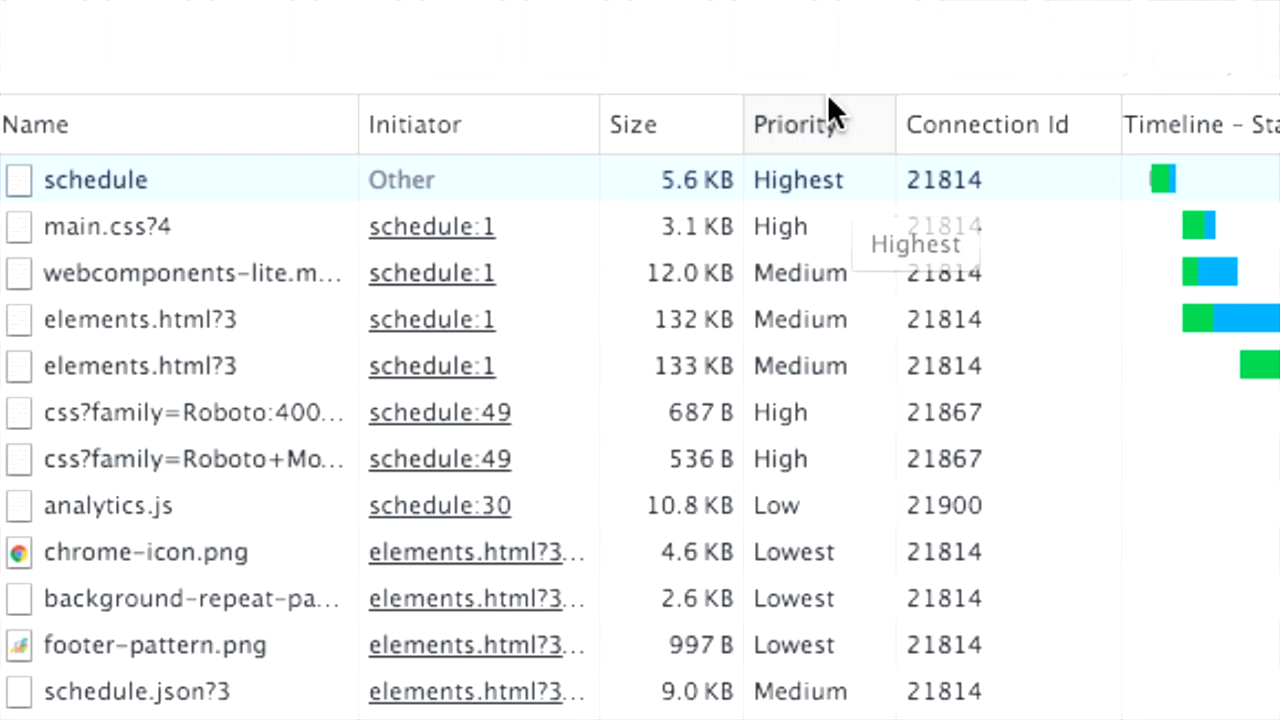 Name Initiator Size Priority Connection Id Timeline – Sta
schedule Other 5.6 KB Highest 21814
main.css?4 schedule:1 3.1 KB High 21814
Highest
webcomponents-lite.m... schedule:1 12.0 KB Medium 21814
elements.html?3 schedule:1 132 KB Medium 21814
elements.html?3 schedule:1 133 KB Medium 21814
css?family=Roboto:400... schedule:49 687 B High 21867
css?family=Roboto+Mo... schedule:49 536 B High 21867
analytics.js schedule:30 10.8 KB Low 21900
chrome-icon.png elements.html?3... 4.6 KB Lowest 21814
background-repeat-pa... elements.html?3... 2.6 KB Lowest 21814
footer-pattern.png elements.html?3... 997 B Lowest 21814
schedule.json?3 elements.html?3... 9.0 KB Medium 21814